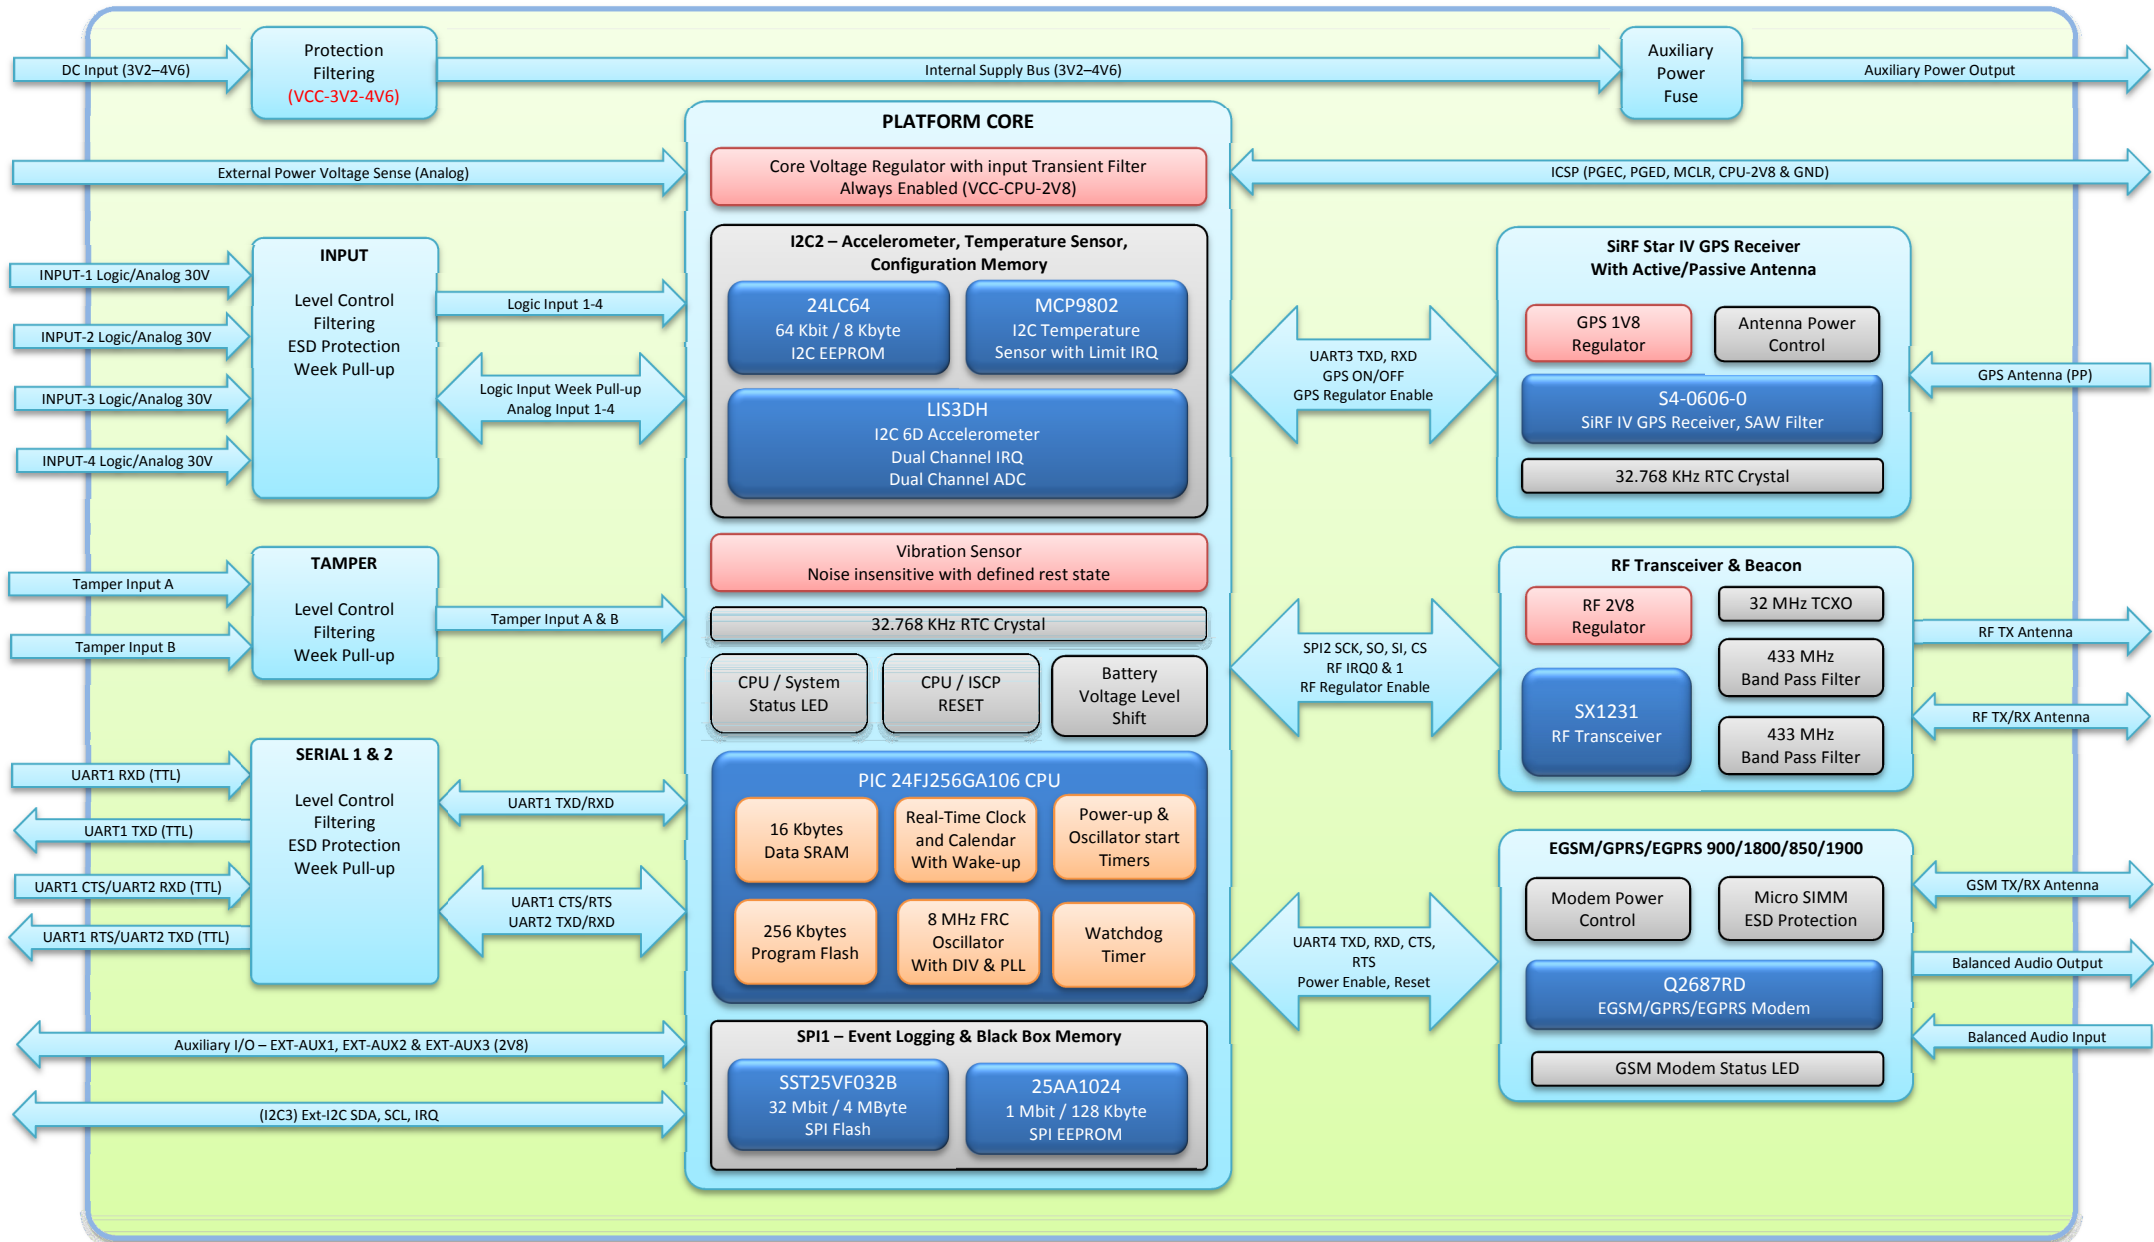 DC Input (3V2–4V6)
Protection
Filtering
(VCC-3V2-4V6)
Internal Supply Bus (3V2–4V6)
Auxiliary
Power
Fuse
Auxiliary Power Output
External Power Voltage Sense (Analog)
ICSP (PGEC, PGED, MCLR, CPU-2V8 & GND)
INPUT-1 Logic/Analog 30V
INPUT-2 Logic/Analog 30V
INPUT-3 Logic/Analog 30V
INPUT-4 Logic/Analog 30V
INPUT
Level Control
Filtering
ESD Protection
Week Pull-up
Logic Input 1-4
Logic Input Week Pull-up
Analog Input 1-4
Tamper Input A
Tamper Input B
TAMPER
Level Control
Filtering
Week Pull-up
Tamper Input A & B
UART1 RXD (TTL)
UART1 TXD (TTL)
UART1 CTS/UART2 RXD (TTL)
UART1 RTS/UART2 TXD (TTL)
SERIAL 1 & 2
Level Control
Filtering
ESD Protection
Week Pull-up
UART1 TXD/RXD
UART1 CTS/RTS
UART2 TXD/RXD
Auxiliary I/O – EXT-AUX1, EXT-AUX2 & EXT-AUX3 (2V8)
(I2C3) Ext-I2C SDA, SCL, IRQ
PLATFORM CORE
Core Voltage Regulator with input Transient Filter
Always Enabled (VCC-CPU-2V8)
I2C2 – Accelerometer, Temperature Sensor,
Configuration Memory
24LC64
64 Kbit / 8 Kbyte
I2C EEPROM
MCP9802
I2C Temperature
Sensor with Limit IRQ
LIS3DH
I2C 6D Accelerometer
Dual Channel IRQ
Dual Channel ADC
Vibration Sensor
Noise insensitive with defined rest state
32.768 KHz RTC Crystal
CPU / System
Status LED
CPU / ISCP
RESET
Battery
Voltage Level
Shift
PIC 24FJ256GA106 CPU
16 Kbytes
Data SRAM
Real-Time Clock
and Calendar
With Wake-up
Power-up &
Oscillator start
Timers
256 Kbytes
Program Flash
8 MHz FRC
Oscillator
With DIV & PLL
Watchdog
Timer
SPI1 – Event Logging & Black Box Memory
SST25VF032B
32 Mbit / 4 MByte
SPI Flash
25AA1024
1 Mbit / 128 Kbyte
SPI EEPROM
UART3 TXD, RXD
GPS ON/OFF
GPS Regulator Enable
SiRF Star IV GPS Receiver
With Active/Passive Antenna
GPS 1V8
Regulator
Antenna Power
Control
S4-0606-0
SiRF IV GPS Receiver, SAW Filter
32.768 KHz RTC Crystal
GPS Antenna (PP)
SPI2 SCK, SO, SI, CS
RF IRQ0 & 1
RF Regulator Enable
RF Transceiver & Beacon
RF 2V8
Regulator
32 MHz TCXO
433 MHz
Band Pass Filter
SX1231
RF Transceiver
433 MHz
Band Pass Filter
RF TX Antenna
RF TX/RX Antenna
UART4 TXD, RXD, CTS,
RTS
Power Enable, Reset
EGSM/GPRS/EGPRS 900/1800/850/1900
Modem Power
Control
Micro SIMM
ESD Protection
Q2687RD
EGSM/GPRS/EGPRS Modem
GSM Modem Status LED
GSM TX/RX Antenna
Balanced Audio Output
Balanced Audio Input